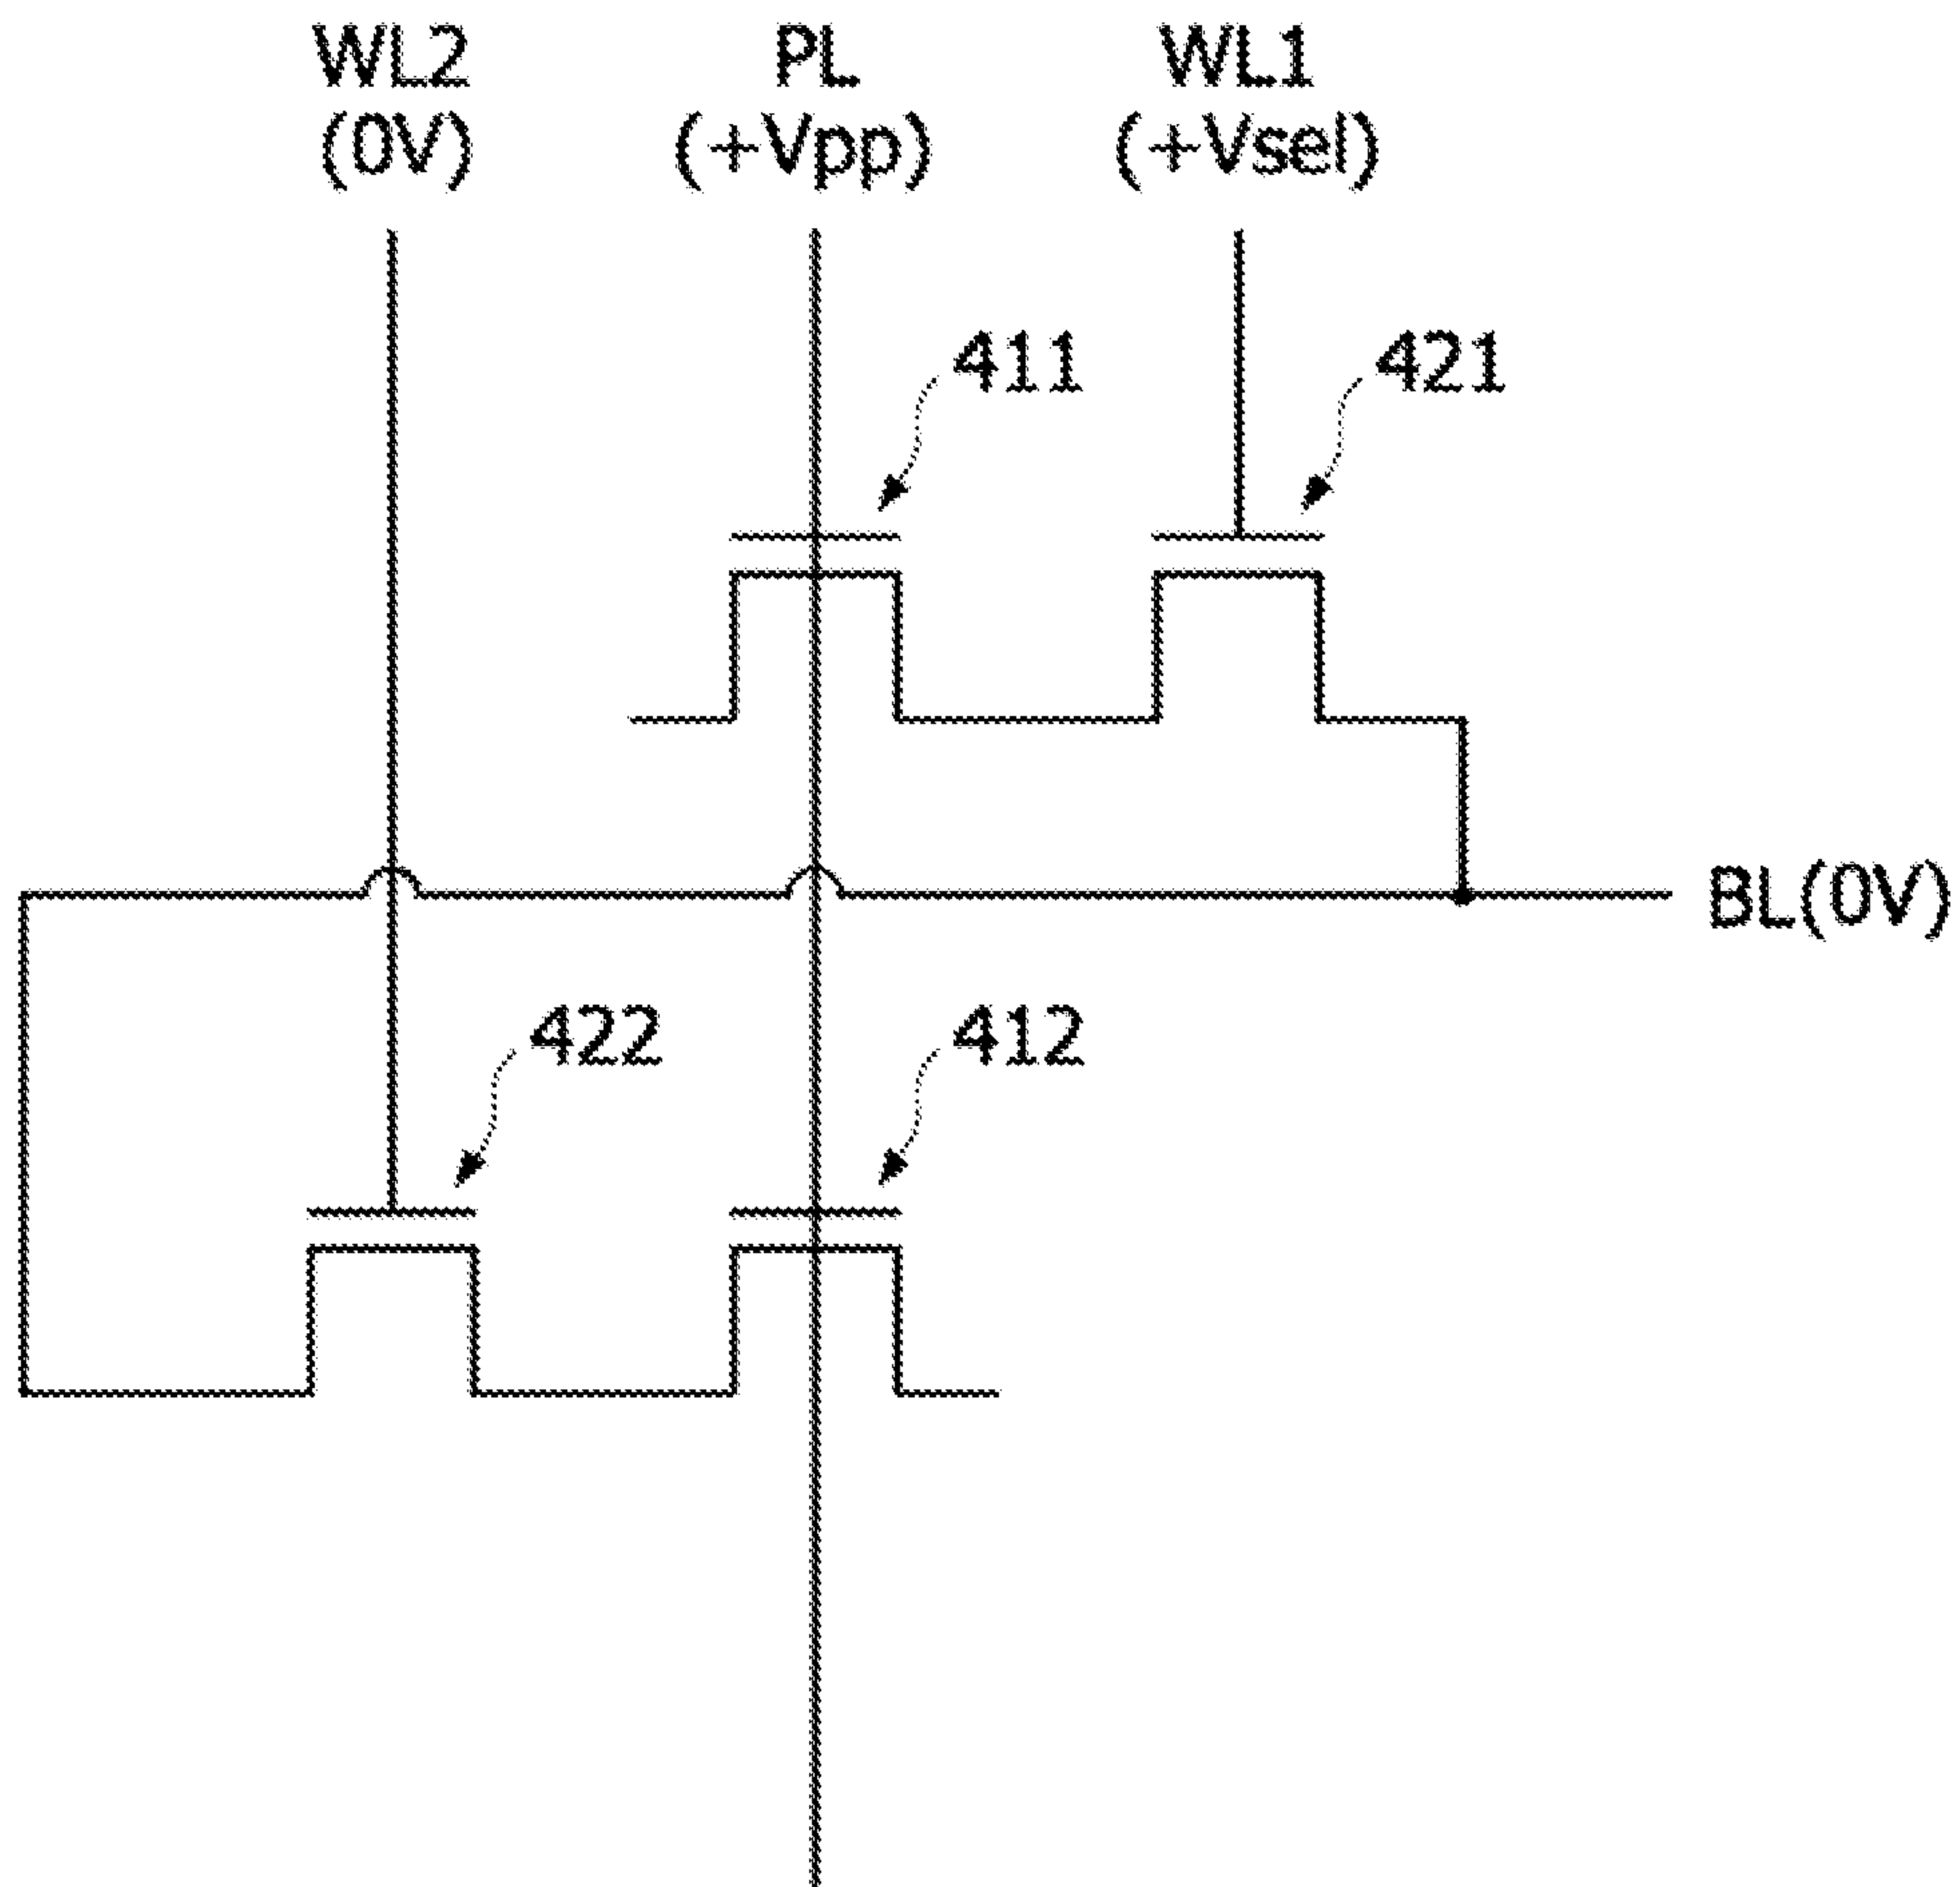 WL2
(0V)
PL
(+Vpp)
WL1
(+Vsel)
411
421
BL(0V)
422
412